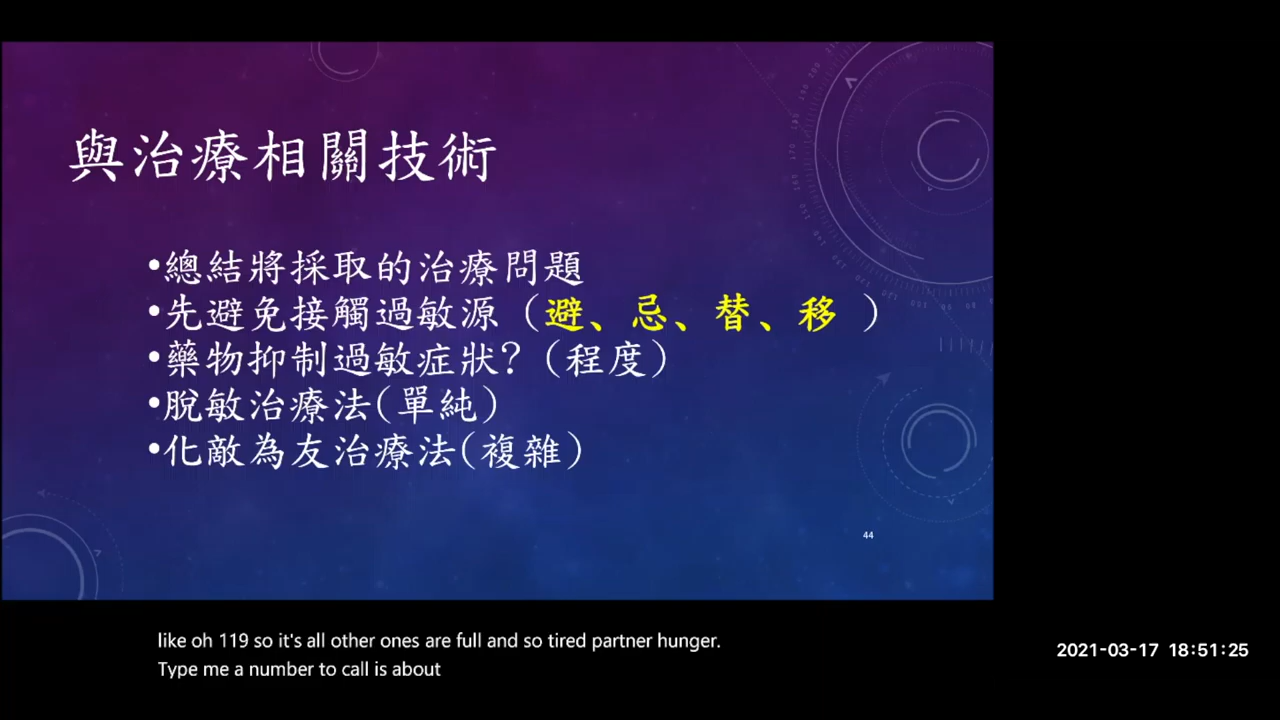 與治療相關技術
•總結將採取的治療問題
•先避免接觸過敏源（避、忌、替、移 ）
•藥物抑制過敏症狀?（程度）
•脫敏治療法(單純)
•化敵為友治療法(複雜)
44
like oh 119 so it's all other ones are full and so tired partner hunger.
Type me a number to call is about
2021-03-17 18:51:25